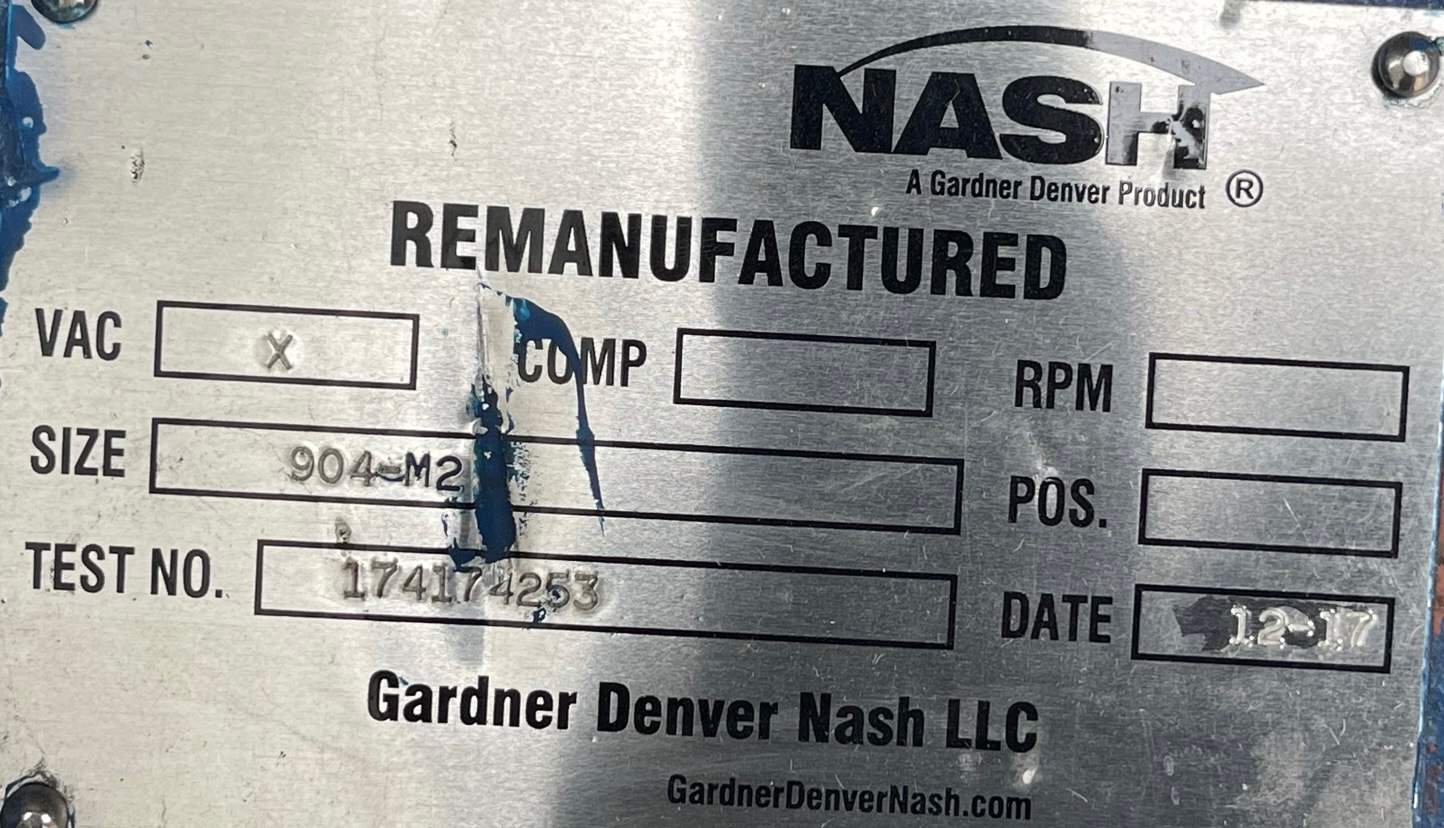 NASH
A Gardner Denver Product ®
REMANUFACTURED
VAC X COMP RPM
SIZE 904-M2 POS.
TEST NO. 174174253 DATE 12-17
Gardner Denver Nash LLC
GardnerDenverNash.com